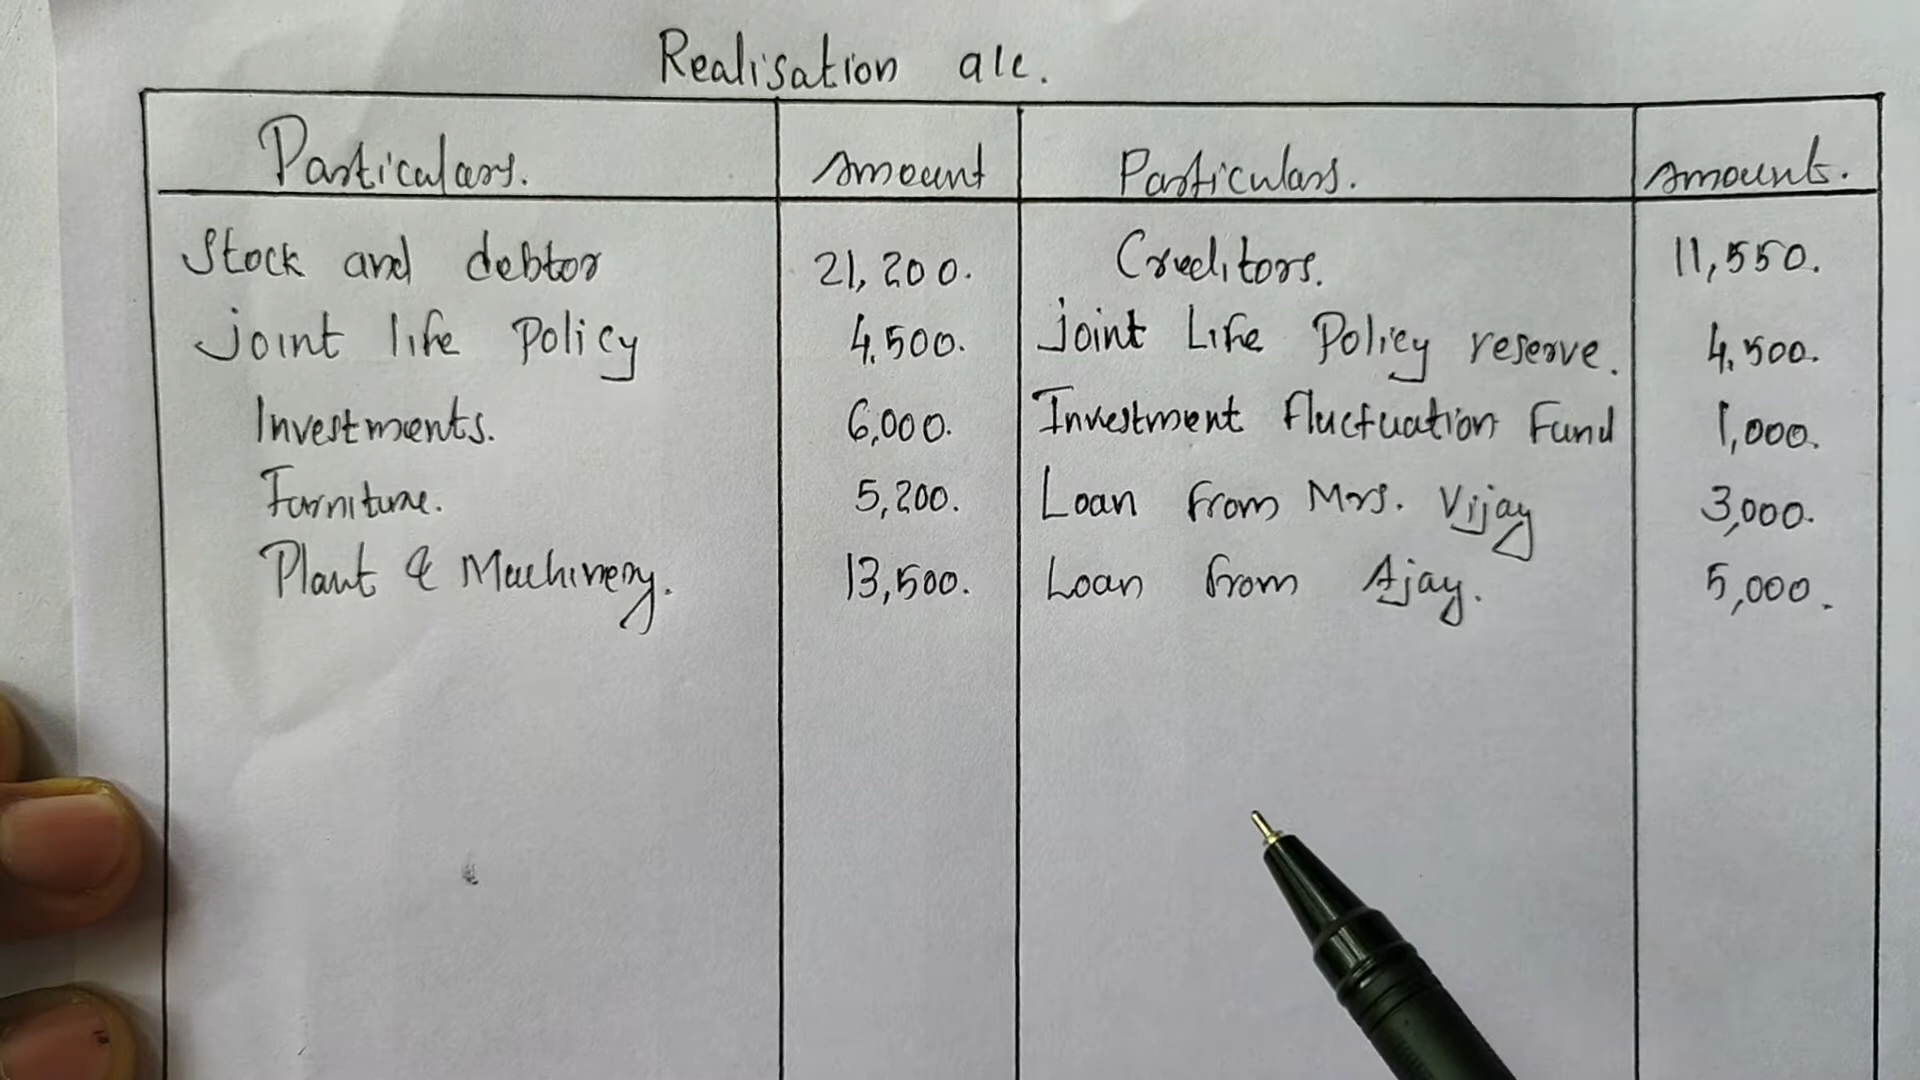 Realisation a/c.
Particulars. Amount Particulars. Amount.
Stock and debtor 21,200. Creditors. 11,550.
Joint life Policy 4,500. Joint Life Policy reserve. 4,500.
Investments. 6,000. Investment Fluctuation Fund 1,000.
Furniture. 5,200. Loan from Mrs. Vijay 3,000.
Plant & Machinery. 13,500. Loan from Ajay. 5,000.